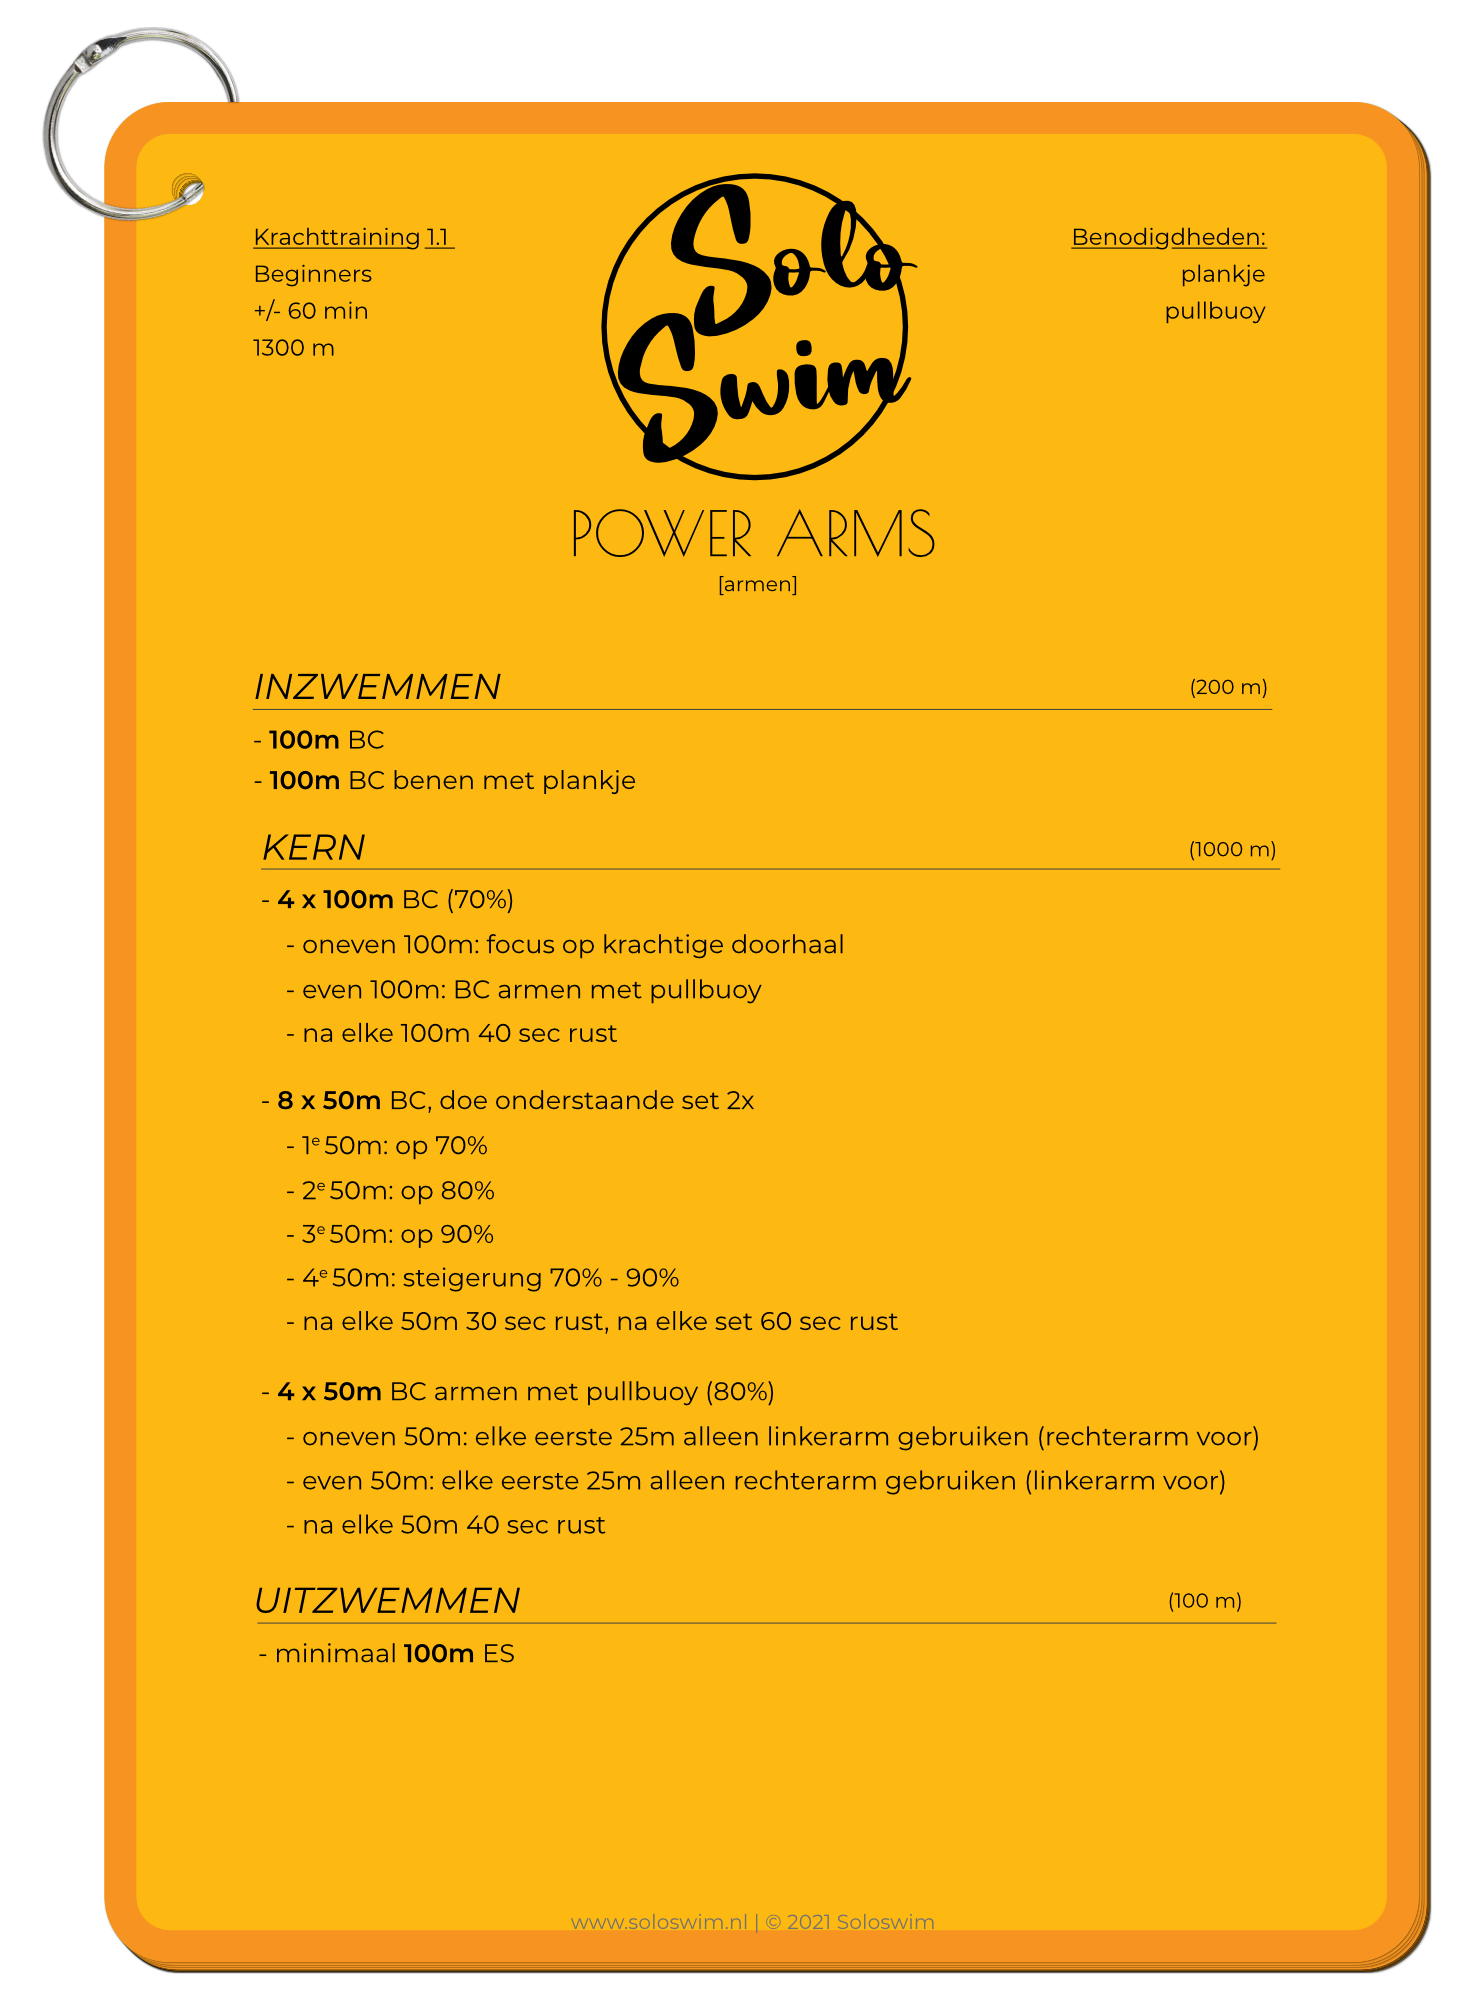 Krachttraining 1.1
Beginners
+/- 60 min
1300 m
Solo
Swim
Benodigdheden:
plankje
pullbuoy
POWER ARMS
[armen]
INZWEMMEN (200 m)
- 100m BC
- 100m BC benen met plankje
KERN (1000 m)
- 4 x 100m BC (70%)
- oneven 100m: focus op krachtige doorhaal
- even 100m: BC armen met pullbuoy
- na elke 100m 40 sec rust
- 8 x 50m BC, doe onderstaande set 2x
- 1e 50m: op 70%
- 2e 50m: op 80%
- 3e 50m: op 90%
- 4e 50m: steigerung 70% - 90%
- na elke 50m 30 sec rust, na elke set 60 sec rust
- 4 x 50m BC armen met pullbuoy (80%)
- oneven 50m: elke eerste 25m alleen linkerarm gebruiken (rechterarm voor)
- even 50m: elke eerste 25m alleen rechterarm gebruiken (linkerarm voor)
- na elke 50m 40 sec rust
UITZWEMMEN (100 m)
- minimaal 100m ES
www.soloswim.nl | © 2021 Soloswim